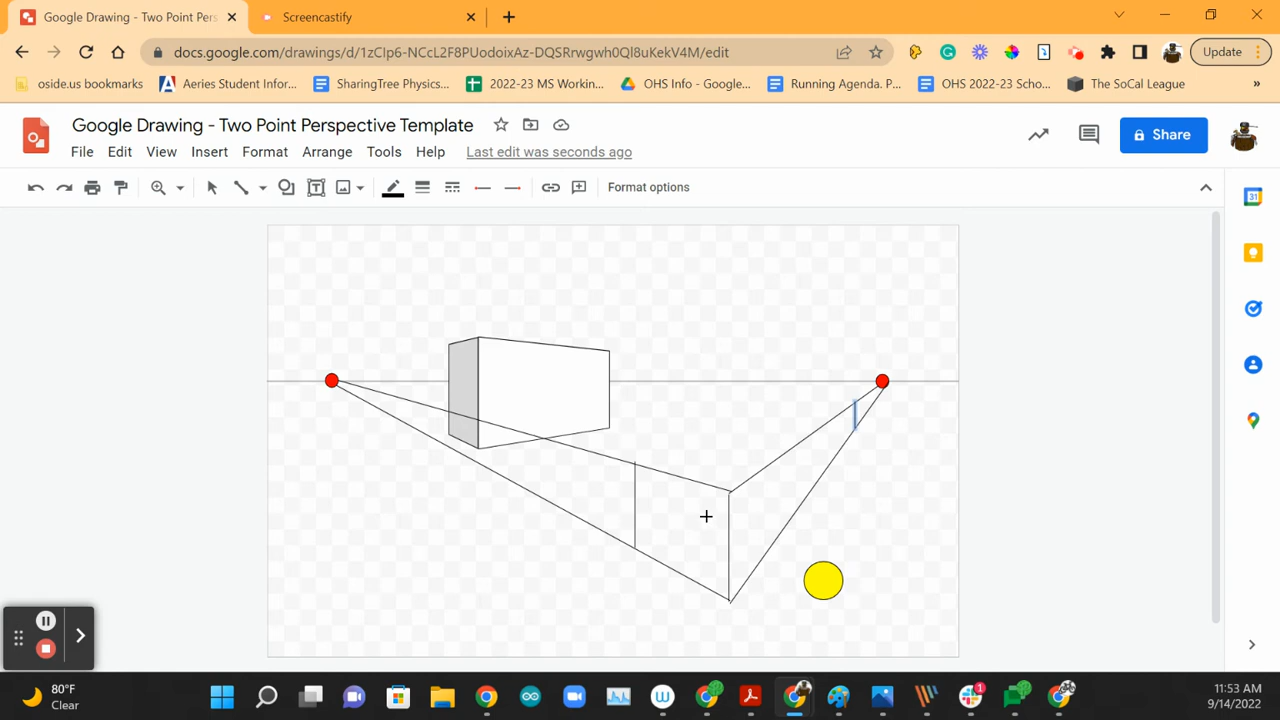 Google Drawing - Two Point Pers
Screencastify
docs.google.com/drawings/d/1zCIp6-NCcL2F8PUodoixAz-DQSRrwgwh0Ql8uKekV4M/edit
Update
oside.us bookmarks
Aeries Student Infor...
SharingTree Physics...
2022-23 MS Workin...
OHS Info - Google...
Running Agenda. P...
OHS 2022-23 Scho...
The SoCal League
»
Google Drawing - Two Point Perspective Template
File Edit View Insert Format Arrange Tools Help Last edit was seconds ago
Share
Format options
31
80°F
Clear
1
11:53 AM
9/14/2022